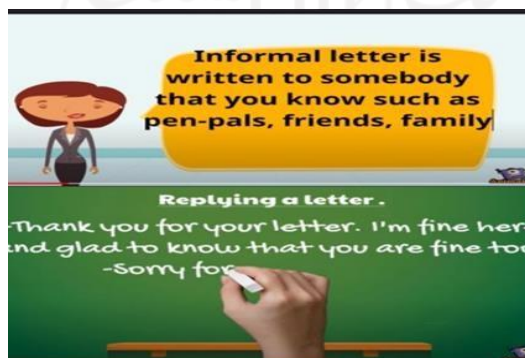 Informal letter is
written to somebody
that you know such as
pen-pals, friends, family
Replying a letter.
-Thank you for your letter. I'm fine her
and glad to know that you are fine too
-Sorry for